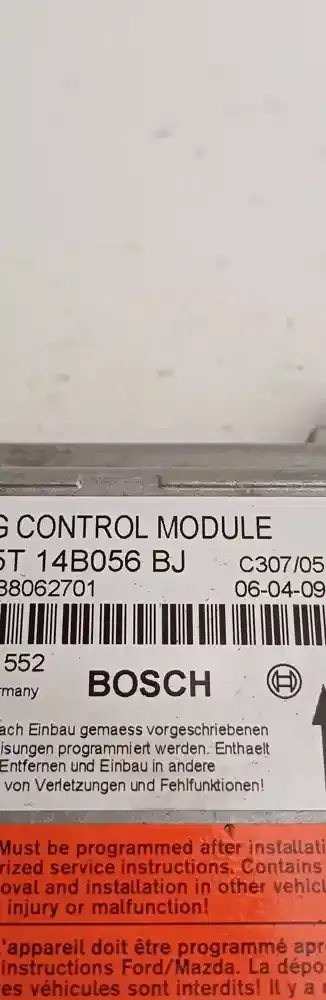 G CONTROL MODULE
5T 14B056 BJ C307/05
38062701 06-04-09
552
ermany BOSCH
ach Einbau gemaess vorgeschriebenen
isungen programmiert werden. Enthaelt
Entfernen und Einbau in andere
von Verletzungen und Fehlfunktionen!
Must be programmed after installati
rized service instructions. Contains
oval and installation in other vehic
injury or malfunction!
L'appareil doit être programmé apr
instructions Ford/Mazda. La dépo
es véhicules sont interdits! Il y a